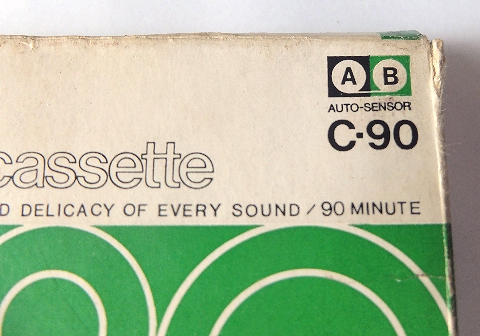 A B
AUTO-SENSOR
C-90
cassette
D DELICACY OF EVERY SOUND / 90 MINUTE